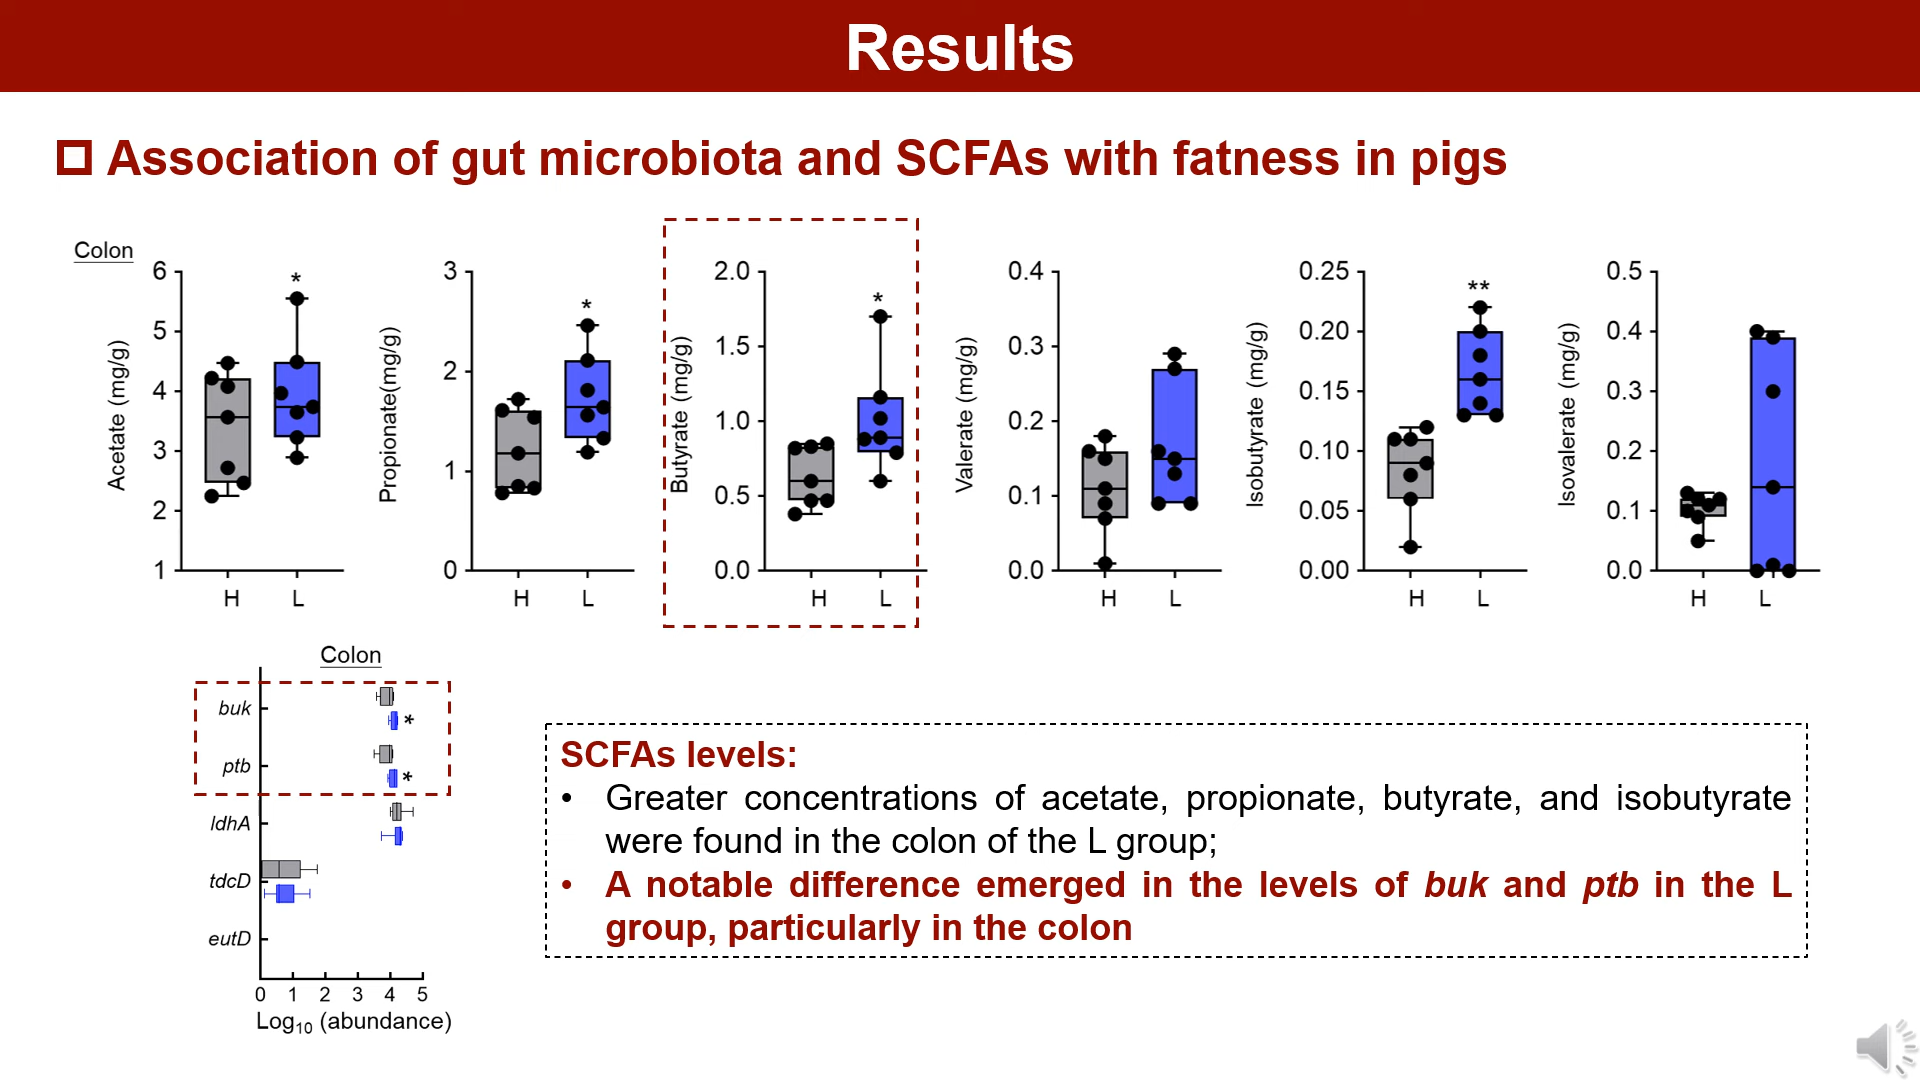 Results
❑ Association of gut microbiota and SCFAs with fatness in pigs
Colon
Acetate (mg/g)
6
5
4
3
2
1
*
H L
Propionate(mg/g)
3
2
1
0
*
H L
Butyrate (mg/g)
2.0
1.5
1.0
0.5
0.0
*
H L
Valerate (mg/g)
0.4
0.3
0.2
0.1
0.0
H L
Isobutyrate (mg/g)
0.25
0.20
0.15
0.10
0.05
0.00
**
H L
Isovalerate (mg/g)
0.5
0.4
0.3
0.2
0.1
0.0
H L
Colon
buk
*
ptb
*
ldhA
tdcD
eutD
0 1 2 3 4 5
Log₁₀ (abundance)
SCFAs levels:
• Greater concentrations of acetate, propionate, butyrate, and isobutyrate
were found in the colon of the L group;
• A notable difference emerged in the levels of buk and ptb in the L
group, particularly in the colon